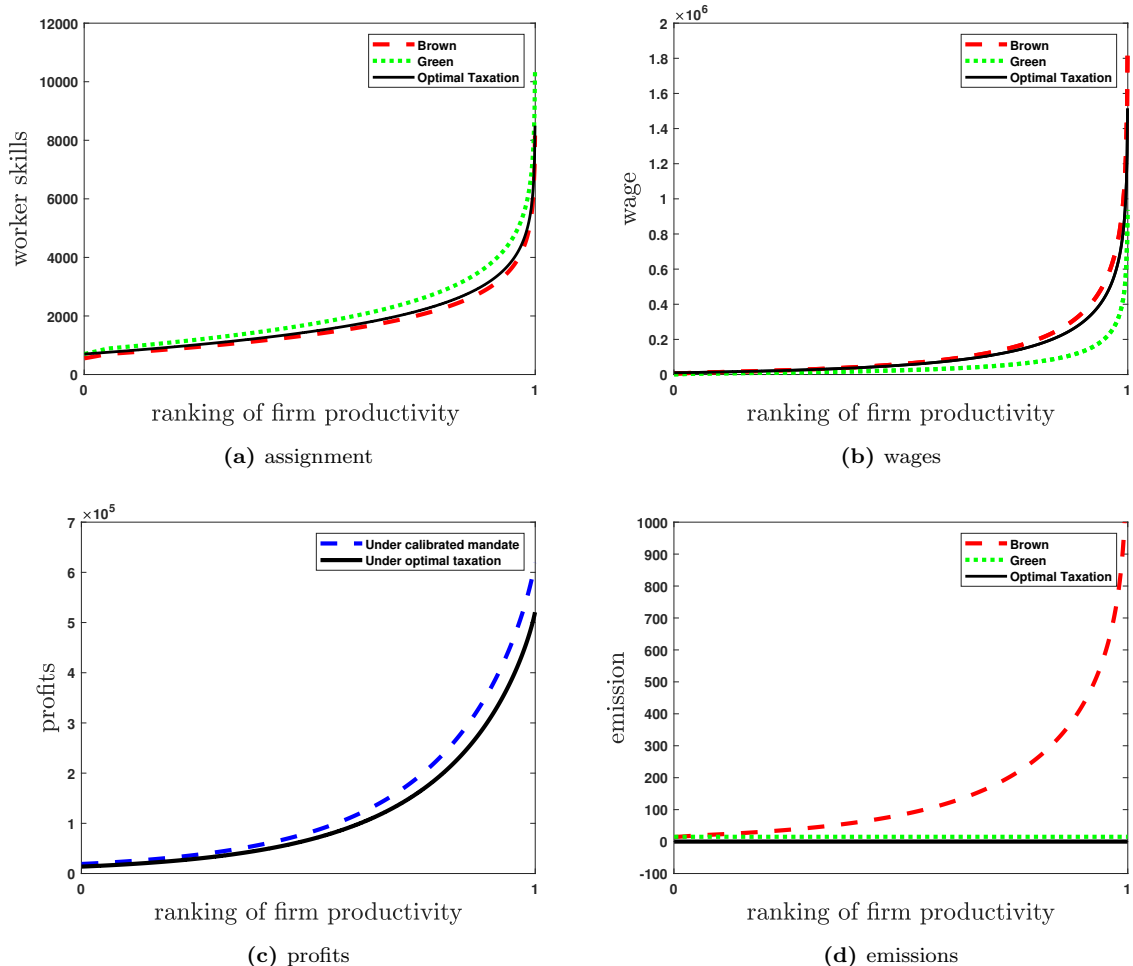 12000
10000
8000
6000
4000
2000
0
worker skills
Brown
Green
Optimal Taxation
0 1
ranking of firm productivity
(a) assignment
×10⁶
2
1.8
1.6
1.4
1.2
1
0.8
0.6
0.4
0.2
0
wage
Brown
Green
Optimal Taxation
0 1
ranking of firm productivity
(b) wages
×10⁵
7
6
5
4
3
2
1
0
profits
Under calibrated mandate
Under optimal taxation
0 1
ranking of firm productivity
(c) profits
1000
900
800
700
600
500
400
300
200
100
0
-100
emission
Brown
Green
Optimal Taxation
0 1
ranking of firm productivity
(d) emissions